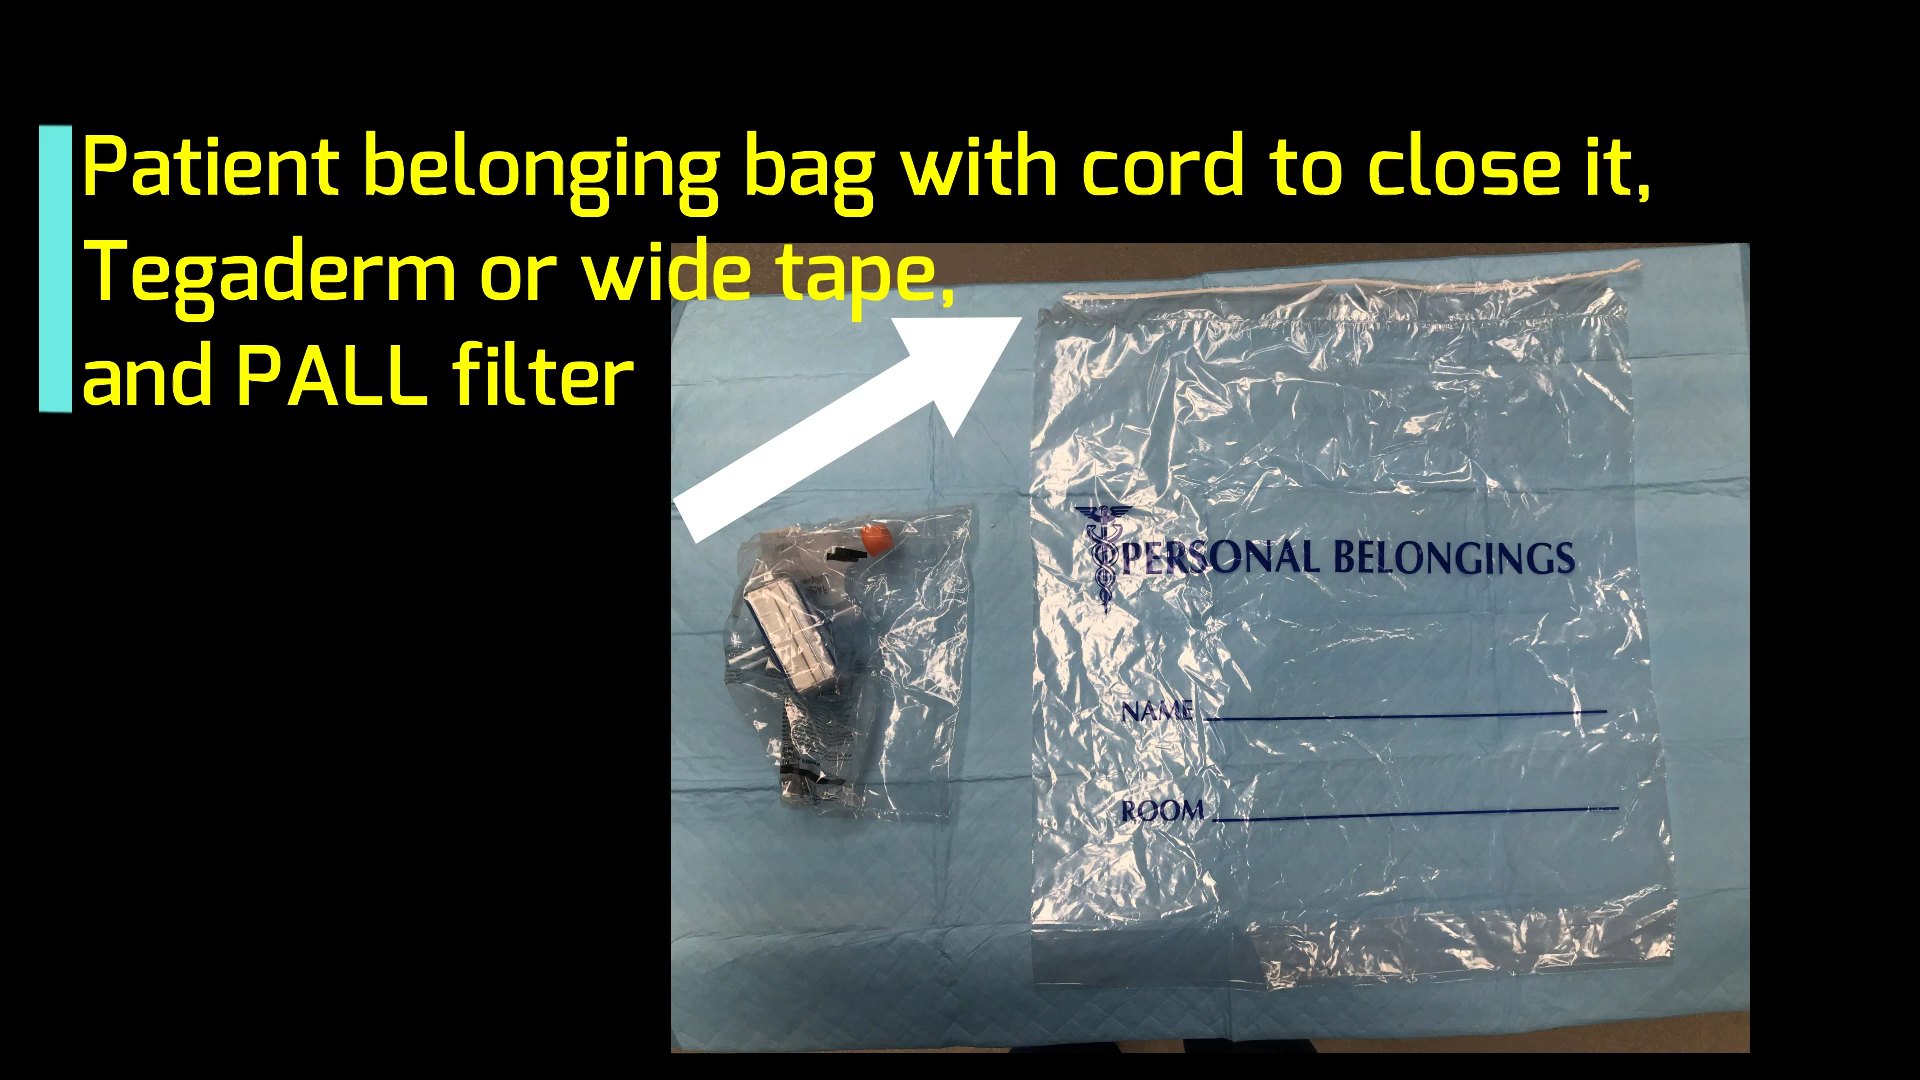 Patient belonging bag with cord to close it,
Tegaderm or wide tape,
and PALL filter
PERSONAL BELONGINGS
NAME
ROOM